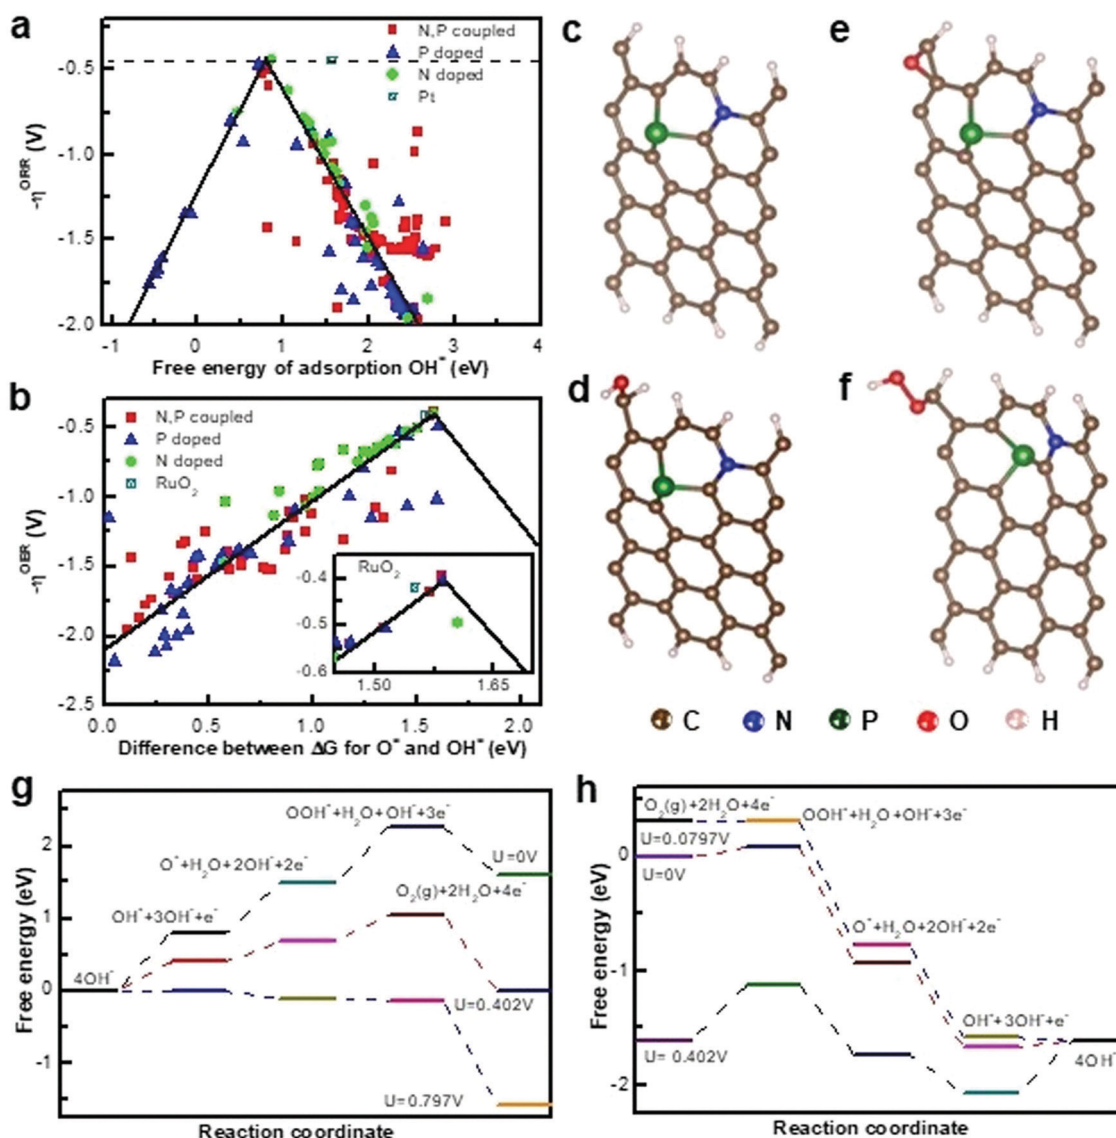 a
N,P coupled
P doped
N doped
Pt
-0.5
-1.0
-1.5
-2.0
-η^ORR (V)
-1 0 1 2 3 4
Free energy of adsorption OH* (eV)
b
N,P coupled
P doped
N doped
RuO₂
-0.5
-1.0
-1.5
-2.0
-2.5
-η^OER (V)
RuO₂
-0.4
-0.5
-0.6
1.50 1.65
0.0 0.5 1.0 1.5 2.0
Difference between ΔG for O* and OH* (eV)
c
e
d
f
C N P O H
g
OOH*+H₂O+OH⁻+3e⁻
O*+H₂O+2OH⁻+2e⁻
U=0V
O₂(g)+2H₂O+4e⁻
OH*+3OH⁻+e⁻
4OH⁻
U=0.402V
U=0.797V
2
1
0
-1
Free energy (eV)
Reaction coordinate
h
O₂(g)+2H₂O+4e⁻
OOH*+H₂O+OH⁻+3e⁻
U=0.0797V
U=0V
O*+H₂O+2OH⁻+2e⁻
OH*+3OH⁻+e⁻
U= 0.402V
4OH⁻
0
-1
-2
Free energy (eV)
Reaction coordinate